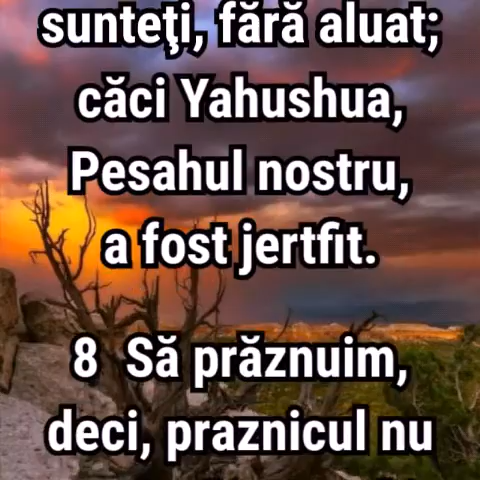 sunteţi, fără aluat;
căci Yahushua,
Pesahul nostru,
a fost jertfit.
8 Să prăznuim,
deci, praznicul nu